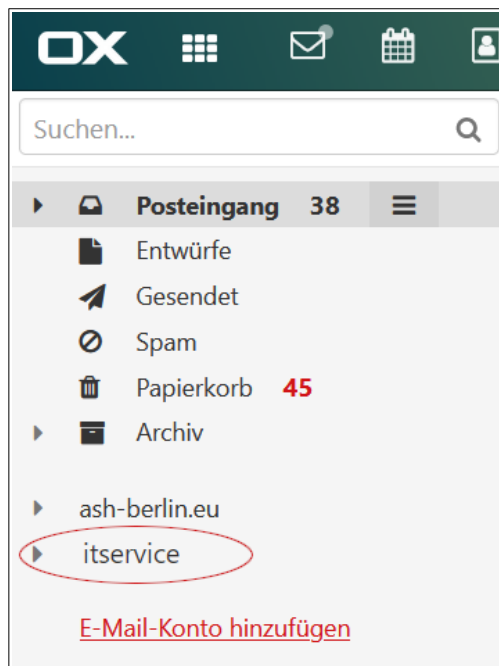 OX
Suchen...
Posteingang 38
Entwürfe
Gesendet
Spam
Papierkorb 45
Archiv
ash-berlin.eu
itservice
E-Mail-Konto hinzufügen